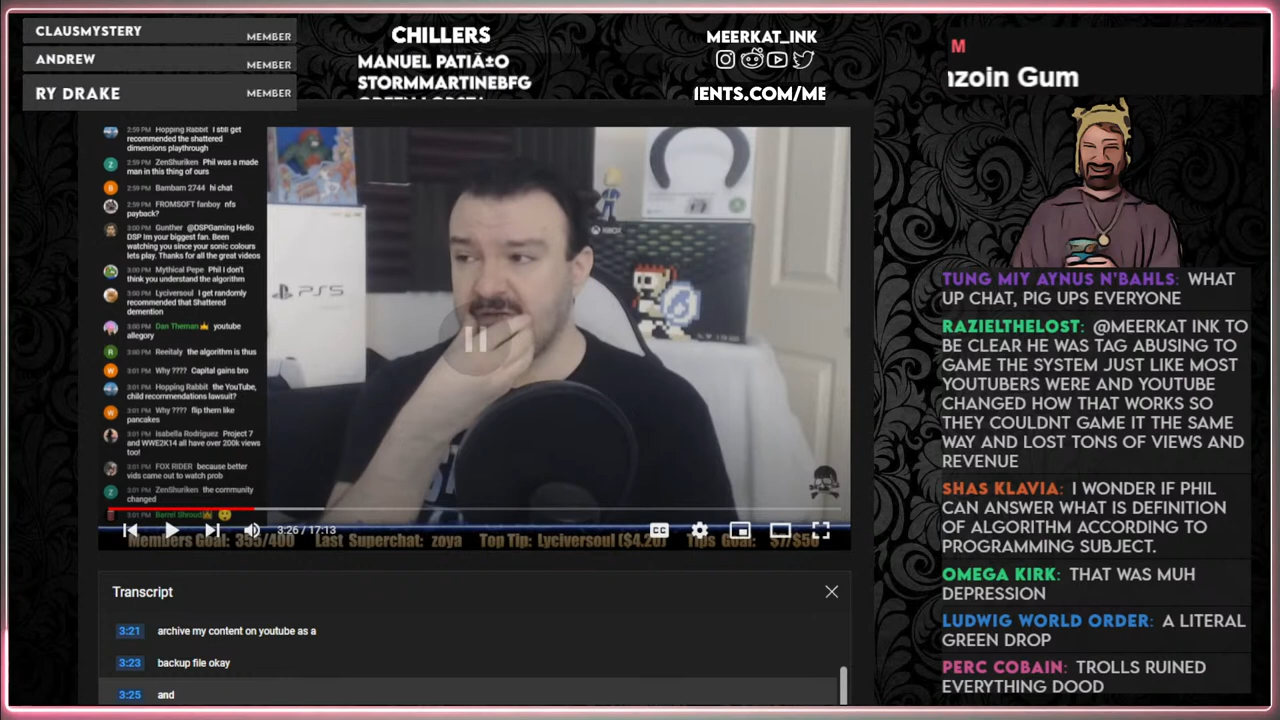 CLAUSMYSTERY MEMBER
ANDREW MEMBER
RY DRAKE MEMBER
CHILLERS
MANUEL PATIÃ±O
STORMMARTINEBFG
MEERKAT_INK
IENTS.COM/ME
M
nzoin Gum
2:59 PM Hopping Rabbit I still get
recommended the shattered
dimensions playthrough
2:59 PM ZenShuriken Phil was a made
man in this thing of ours
2:59 PM Bambam 2744 hi chat
2:59 PM FROMSOFT fanboy nfs
payback?
3:00 PM Gunther @DSPGaming Hello
DSP Im your biggest fan. Been
watching you since your sonic colours
lets play. Thanks for all the great videos
3:00 PM Mythical Pepe Phil I don't
think you understand the algorithm
3:00 PM Lyciversoul I get randomly
recommended that Shattered
demention
3:00 PM Dan Theman youtube
allegory
3:00 PM Reeitaly the algorithm is thus
3:01 PM Why ???? Capital gains bro
3:01 PM Hopping Rabbit the YouTube,
child recommendations lawsuit?
3:01 PM Why ???? flip them like
pancakes
3:01 PM Isabella Rodriguez Project 7
and WWE2K14 all have over 200k views
too!
3:01 PM FOX RIDER because better
vids came out to watch prob
3:01 PM ZenShuriken the community
changed
3:01 PM Barrel Shroud
PS5
XBOX
3:26 / 17:13
CC
Members Goal: 355/400 Last Superchat: zoya Top Tip: Lyciversoul ($4.20) Tips Goal: $7/$50
Transcript
3:21 archive my content on youtube as a
3:23 backup file okay
3:25 and
TUNG MIY AYNUS N'BAHLS: WHAT
UP CHAT, PIG UPS EVERYONE
RAZIELTHELOST: @MEERKAT INK TO
BE CLEAR HE WAS TAG ABUSING TO
GAME THE SYSTEM JUST LIKE MOST
YOUTUBERS WERE AND YOUTUBE
CHANGED HOW THAT WORKS SO
THEY COULDNT GAME IT THE SAME
WAY AND LOST TONS OF VIEWS AND
REVENUE
SHAS KLAVIA: I WONDER IF PHIL
CAN ANSWER WHAT IS DEFINITION
OF ALGORITHM ACCORDING TO
PROGRAMMING SUBJECT.
OMEGA KIRK: THAT WAS MUH
DEPRESSION
LUDWIG WORLD ORDER: A LITERAL
GREEN DROP
PERC COBAIN: TROLLS RUINED
EVERYTHING DOOD